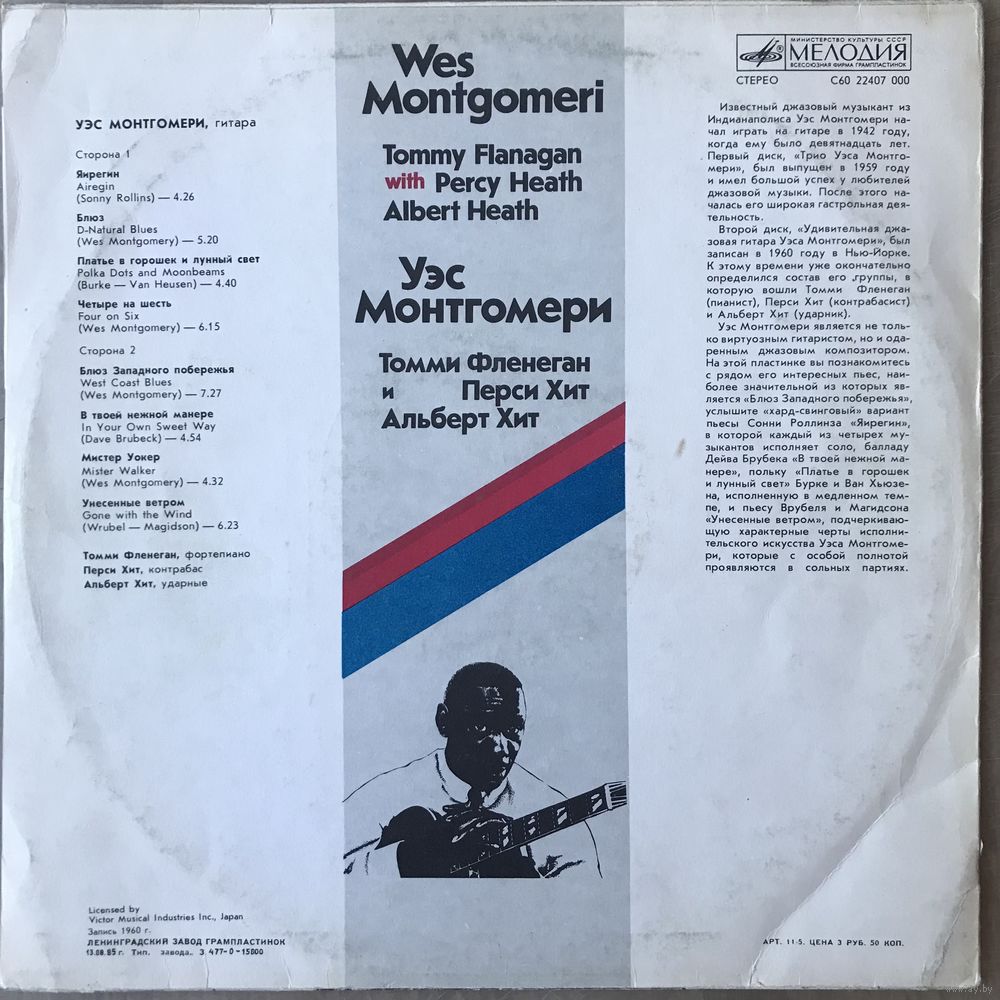 Wes
Montgomeri
Tommy Flanagan
with Percy Heath
Albert Heath
Уэс
Монтгомери
Томми Фленеган
и Перси Хит
Альберт Хит
УЭС МОНТГОМЕРИ, гитара
Сторона 1
Яирегин
Airegin
(Sonny Rollins) — 4.26
Блюз
D-Natural Blues
(Wes Montgomery) — 5.20
Платье в горошек и лунный свет
Polka Dots and Moonbeams
(Burke — Van Heusen) — 4.40
Четыре на шесть
Four on Six
(Wes Montgomery) — 6.15
Сторона 2
Блюз Западного побережья
West Coast Blues
(Wes Montgomery) — 7.27
В твоей нежной манере
In Your Own Sweet Way
(Dave Brubeck) — 4.54
Мистер Уокер
Mister Walker
(Wes Montgomery) — 4.32
Унесенные ветром
Gone with the Wind
(Wrubel — Magidson) — 6.23
Томми Фленеган, фортепиано
Перси Хит, контрабас
Альберт Хит, ударные
Licensed by
Victor Musical Industries Inc., Japan
Запись 1960 г.
ЛЕНИНГРАДСКИЙ ЗАВОД ГРАМПЛАСТИНОК
13.08.85 г. Тип. завода.. З 477-0-15000
МИНИСТЕРСТВО КУЛЬТУРЫ СССР
МЕЛОДИЯ
ВСЕСОЮЗНАЯ ФИРМА ГРАМПЛАСТИНОК
СТЕРЕО С60 22407 000
Известный джазовый музыкант из
Индианаполиса Уэс Монтгомери на-
чал играть на гитаре в 1942 году,
когда ему было девятнадцать лет.
Первый диск, «Трио Уэса Монтго-
мери», был выпущен в 1959 году
и имел большой успех у любителей
джазовой музыки. После этого на-
чалась его широкая гастрольная дея-
тельность.
Второй диск, «Удивительная джа-
зовая гитара Уэса Монтгомери», был
записан в 1960 году в Нью-Йорке.
К этому времени уже окончательно
определился состав его группы, в
которую вошли Томми Фленеган
(пианист), Перси Хит (контрабасист)
и Альберт Хит (ударник).
Уэс Монтгомери является не толь-
ко виртуозным гитаристом, но и ода-
ренным джазовым композитором.
На этой пластинке вы познакомитесь
с рядом его интересных пьес, наи-
более значительной из которых яв-
ляется «Блюз Западного побережья»,
услышите «хард-свинговый» вариант
пьесы Сонни Роллинза «Яирегин»,
в которой каждый из четырех му-
зыкантов исполняет соло, балладу
Дейва Брубека «В твоей нежной ма-
нере», польку «Платье в горошек
и лунный свет» Бурке и Ван Хьюзе-
на, исполненную в медленном тем-
пе, и пьесу Врубеля и Магидсона
«Унесенные ветром», подчеркиваю-
щую характерные черты исполни-
тельского искусства Уэса Монтгоме-
ри, которые с особой полнотой
проявляются в сольных партиях.
АРТ. 11-5. ЦЕНА 3 РУБ. 50 КОП.
www.ay.by